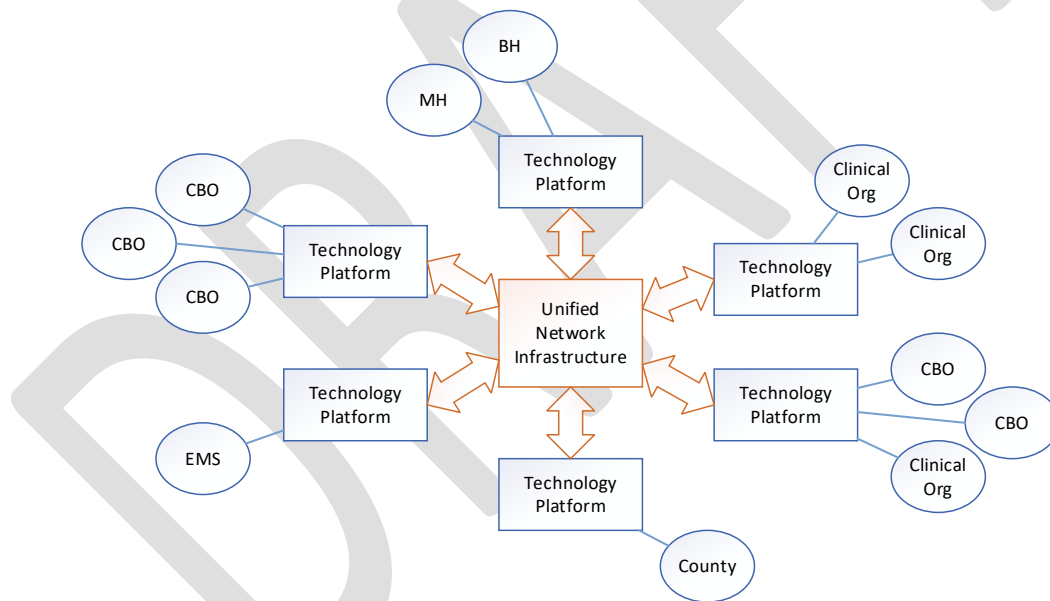 BH
MH
Technology
Platform
Clinical
Org
CBO
CBO
CBO
Technology
Platform
Clinical
Org
Technology
Platform
Unified
Network
Infrastructure
Technology
Platform
EMS
Technology
Platform
CBO
CBO
Clinical
Org
Technology
Platform
County
DRAFT